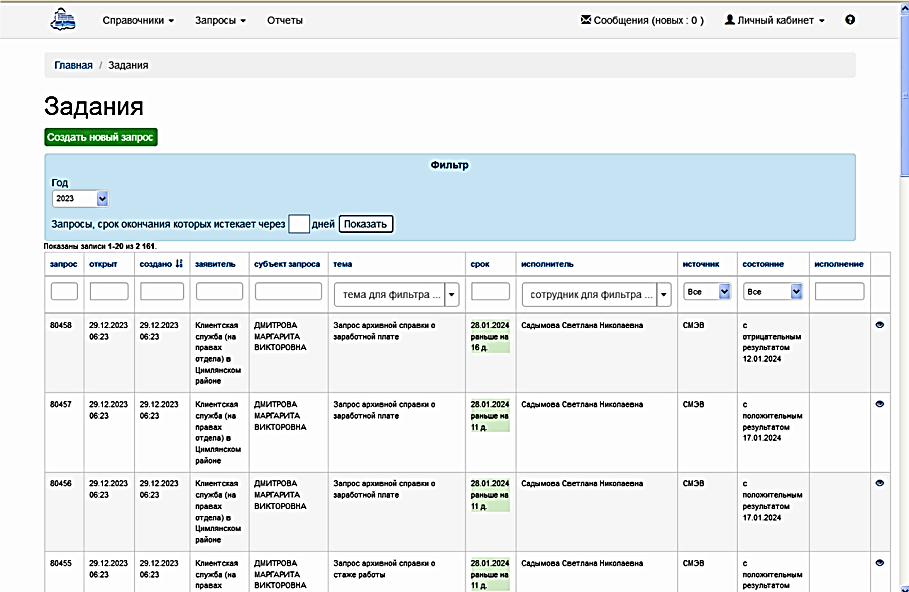 Справочники Запросы Отчеты Сообщения (новых : 0 ) Личный кабинет
Главная / Задания
Задания
Создать новый запрос
Фильтр
Год
2023
Запросы, срок окончания которых истекает через дней Показать
Показаны записи 1-20 из 2 161.
запрос открыт создано заявитель субъект запроса тема срок исполнитель источник состояние исполнение
тема для фильтра ... сотрудник для фильтра ... Все Все
80458 29.12.2023 29.12.2023 Клиентская ДМИТРОВА Запрос архивной справки о 28.01.2024 Садымова Светлана Николаевна СМЭВ с
06:23 06:23 служба (на МАРГАРИТА заработной плате раньше на отрицательным
правах ВИКТОРОВНА 16 д. результатом
отдела) в 12.01.2024
Цимлянском
районе
80457 29.12.2023 29.12.2023 Клиентская ДМИТРОВА Запрос архивной справки о 28.01.2024 Садымова Светлана Николаевна СМЭВ с
06:23 06:23 служба (на МАРГАРИТА заработной плате раньше на положительным
правах ВИКТОРОВНА 11 д. результатом
отдела) в 17.01.2024
Цимлянском
районе
80456 29.12.2023 29.12.2023 Клиентская ДМИТРОВА Запрос архивной справки о 28.01.2024 Садымова Светлана Николаевна СМЭВ с
06:23 06:23 служба (на МАРГАРИТА заработной плате раньше на положительным
правах ВИКТОРОВНА 11 д. результатом
отдела) в 17.01.2024
Цимлянском
районе
80455 29.12.2023 29.12.2023 Клиентская ДМИТРОВА Запрос архивной справки о 28.01.2024 Садымова Светлана Николаевна СМЭВ с
06:23 06:23 служба (на МАРГАРИТА стаже работы раньше на положительным
правах ВИКТОРОВНА 11 д. результатом